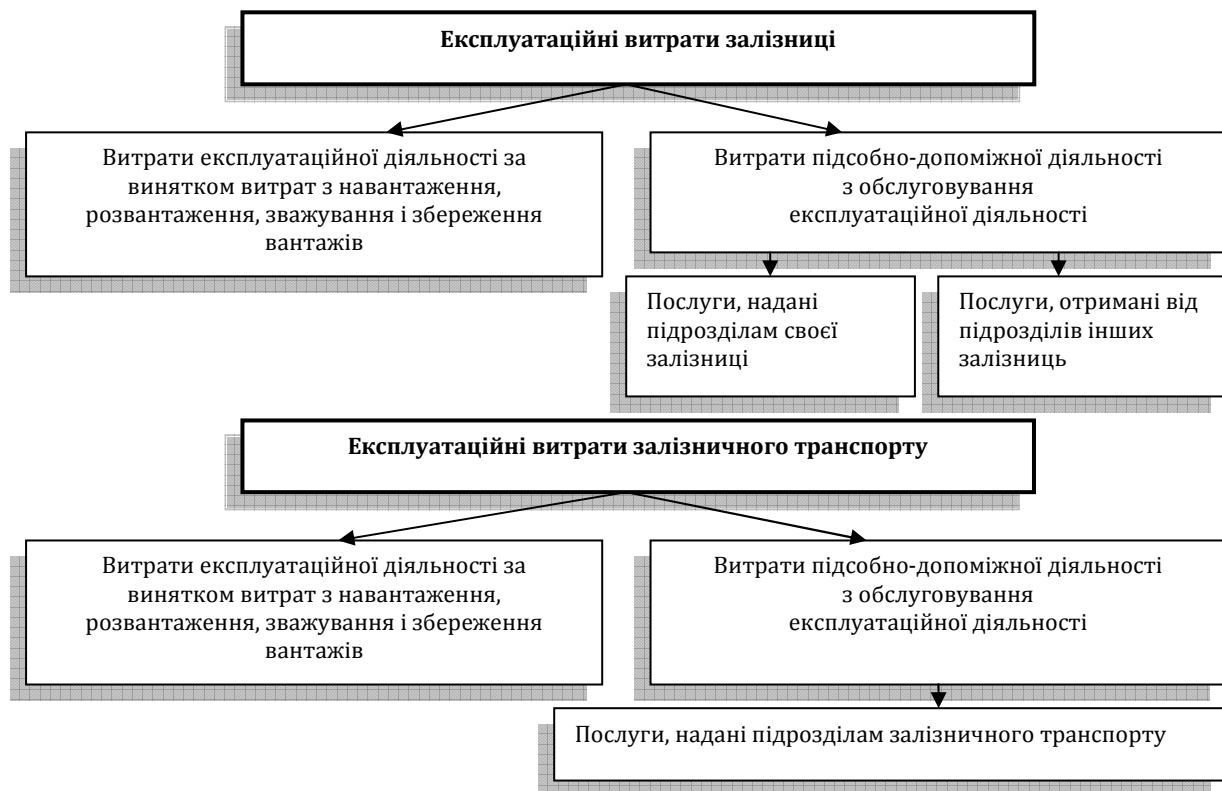 Експлуатаційні витрати залізниці
Витрати експлуатаційної діяльності за
винятком витрат з навантаження,
розвантаження, зважування і збереження
вантажів
Витрати підсобно-допоміжної діяльності
з обслуговування
експлуатаційної діяльності
Послуги, надані
підрозділам своєї
залізниці
Послуги, отримані від
підрозділів інших
залізниць
Експлуатаційні витрати залізничного транспорту
Витрати експлуатаційної діяльності за
винятком витрат з навантаження,
розвантаження, зважування і збереження
вантажів
Витрати підсобно-допоміжної діяльності
з обслуговування
експлуатаційної діяльності
Послуги, надані підрозділам залізничного транспорту